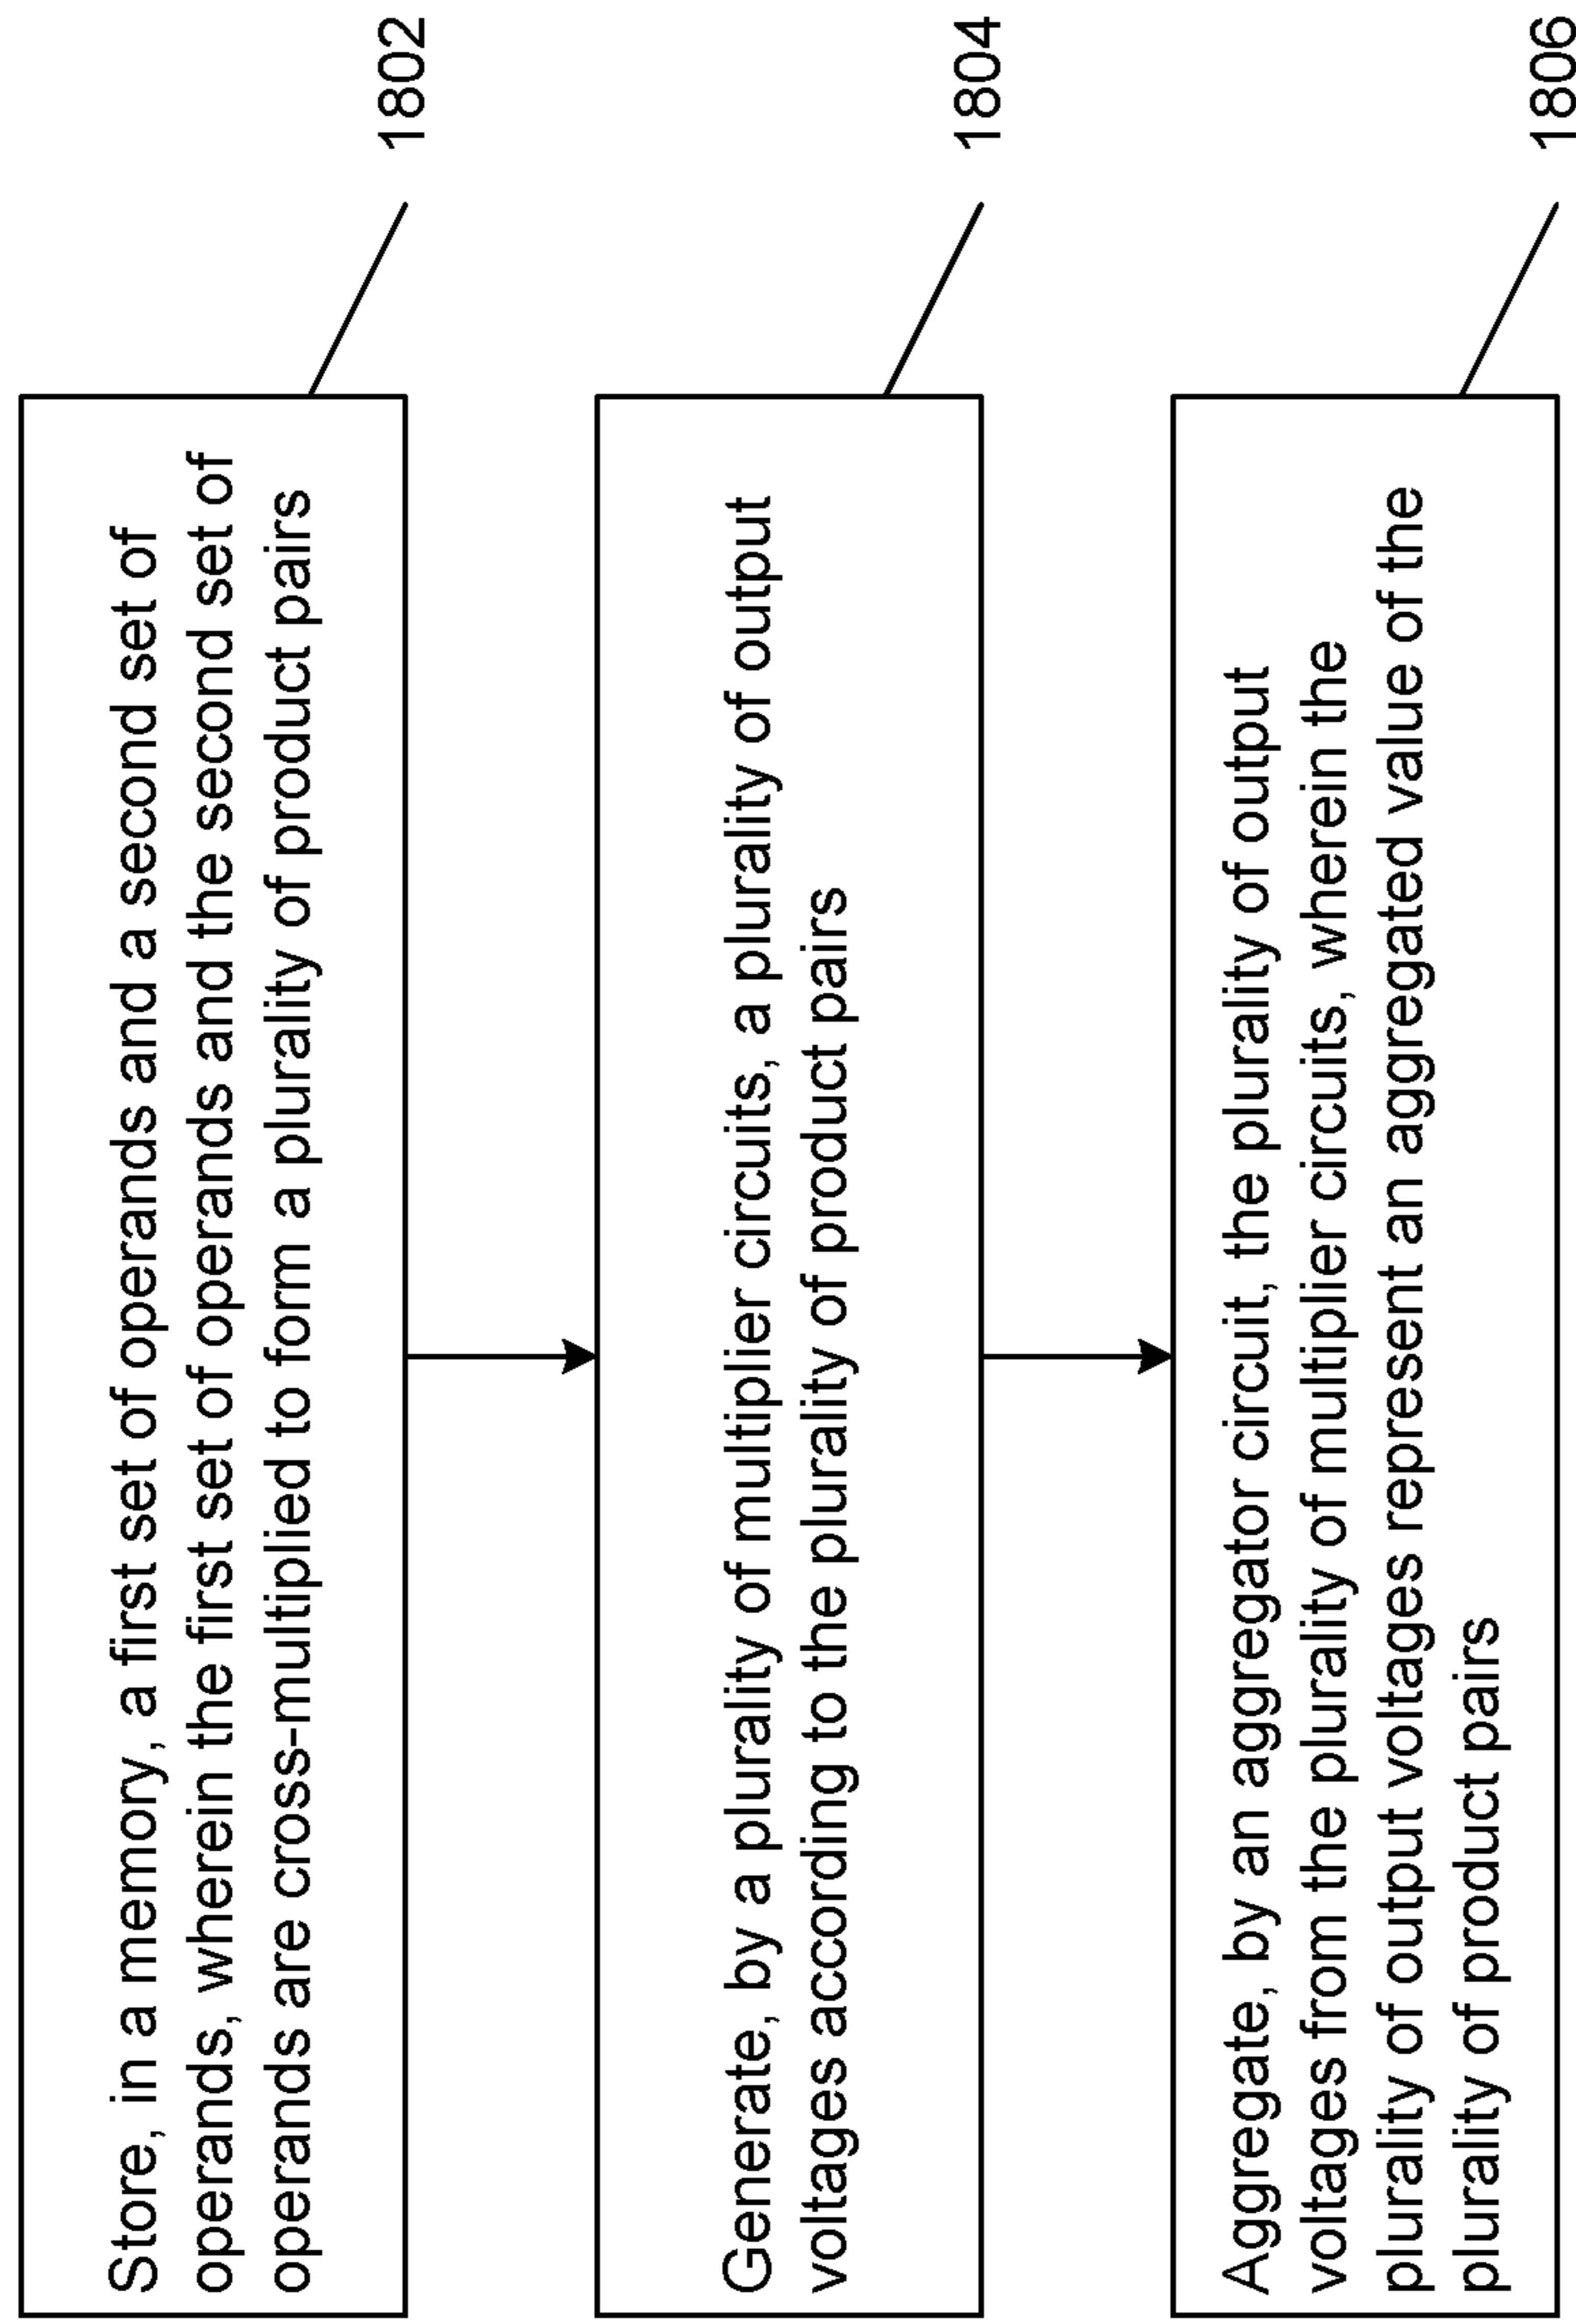 Store, in a memory, a first set of operands and a second set of
operands, wherein the first set of operands and the second set of
operands are cross-multiplied to form a plurality of product pairs
1802
Generate, by a plurality of multiplier circuits, a plurality of output
voltages according to the plurality of product pairs
1804
Aggregate, by an aggregator circuit, the plurality of output
voltages from the plurality of multiplier circuits, wherein the
plurality of output voltages represent an aggregated value of the
plurality of product pairs
1806